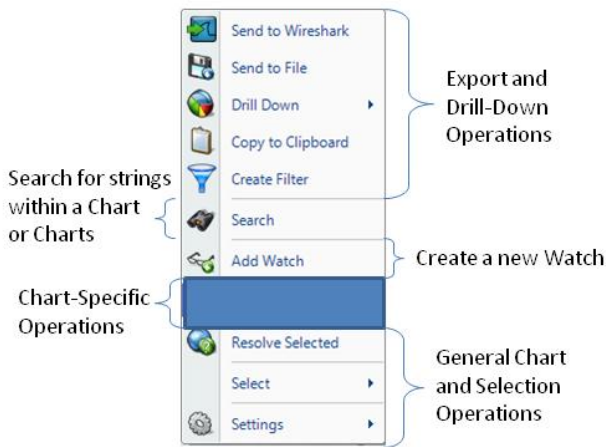 Send to Wireshark
Send to File
Drill Down
Copy to Clipboard
Create Filter
Search
Add Watch
Resolve Selected
Select
Settings
Export and
Drill-Down
Operations
Search for strings
within a Chart
or Charts
Create a new Watch
Chart-Specific
Operations
General Chart
and Selection
Operations